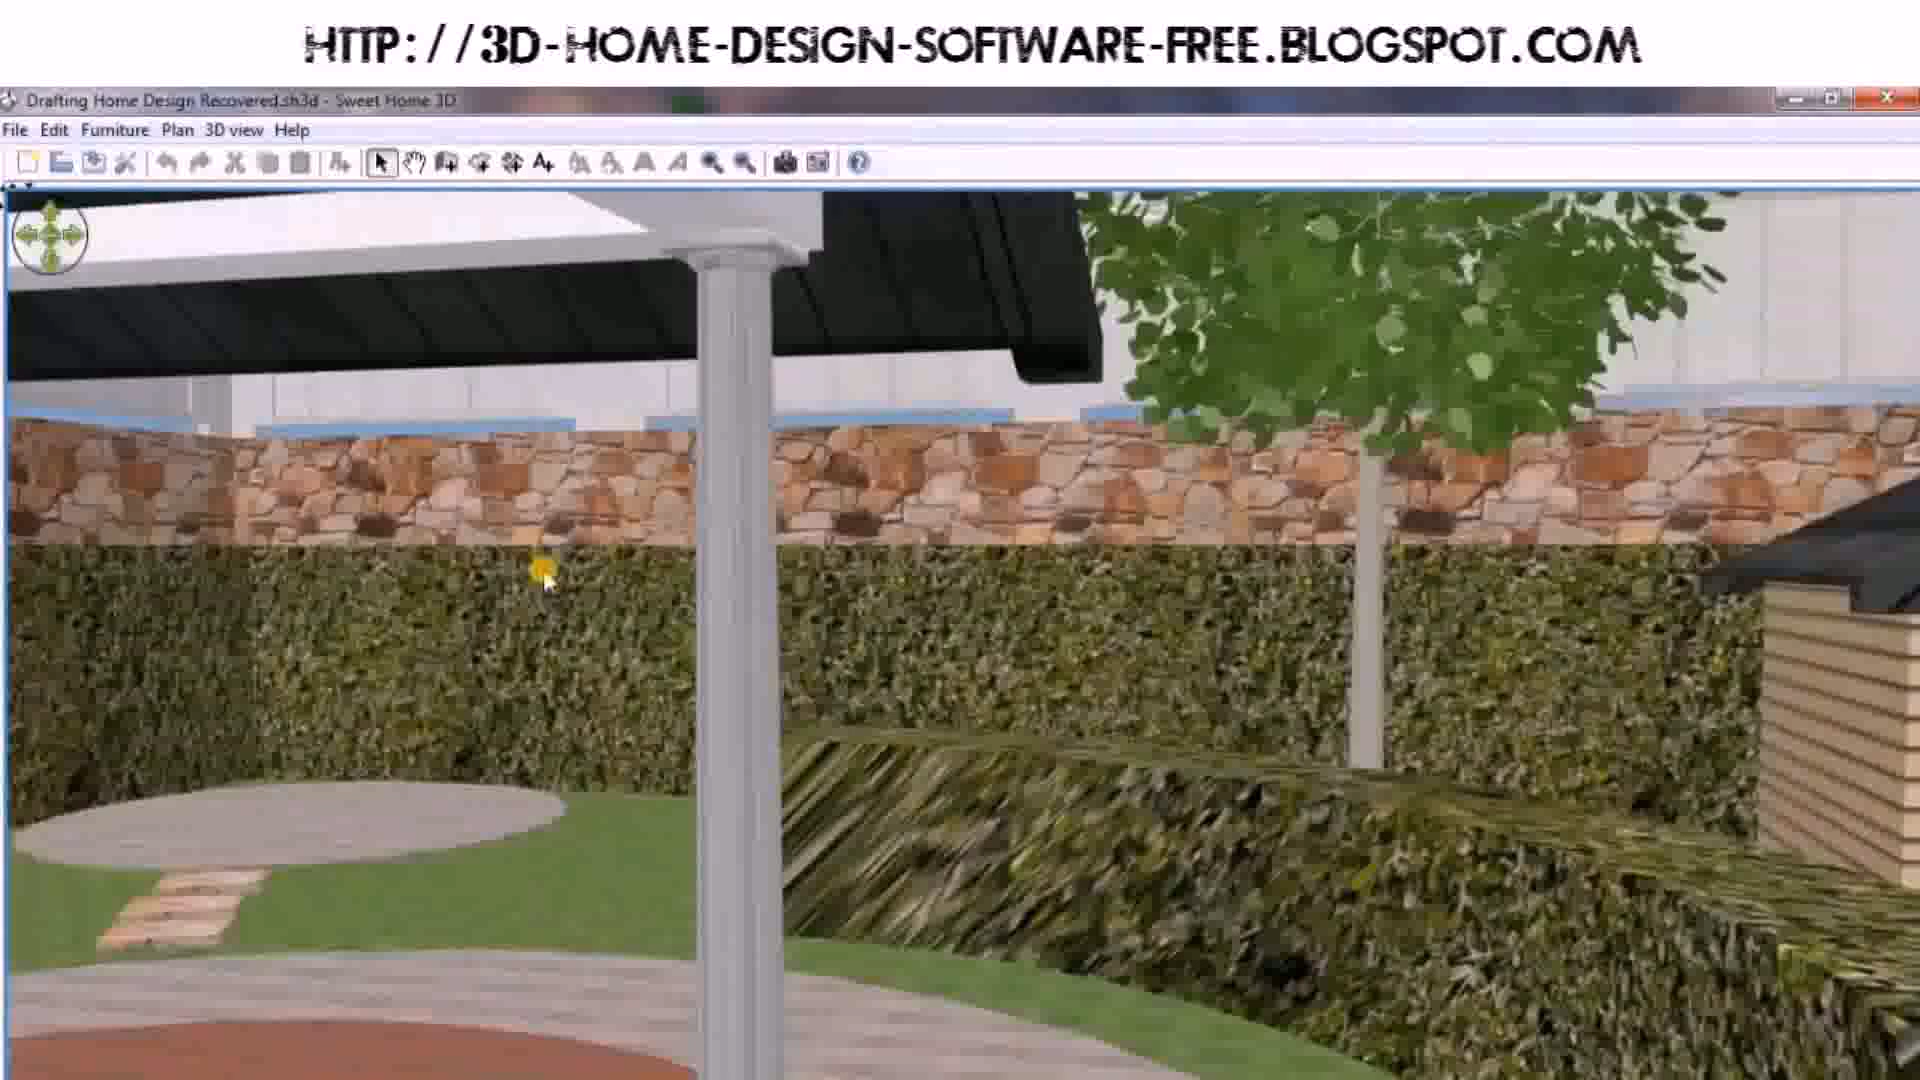 HTTP://3D-HOME-DESIGN-SOFTWARE-FREE.BLOGSPOT.COM
Drafting Home Design Recovered.sh3d - Sweet Home 3D
File Edit Furniture Plan 3D view Help